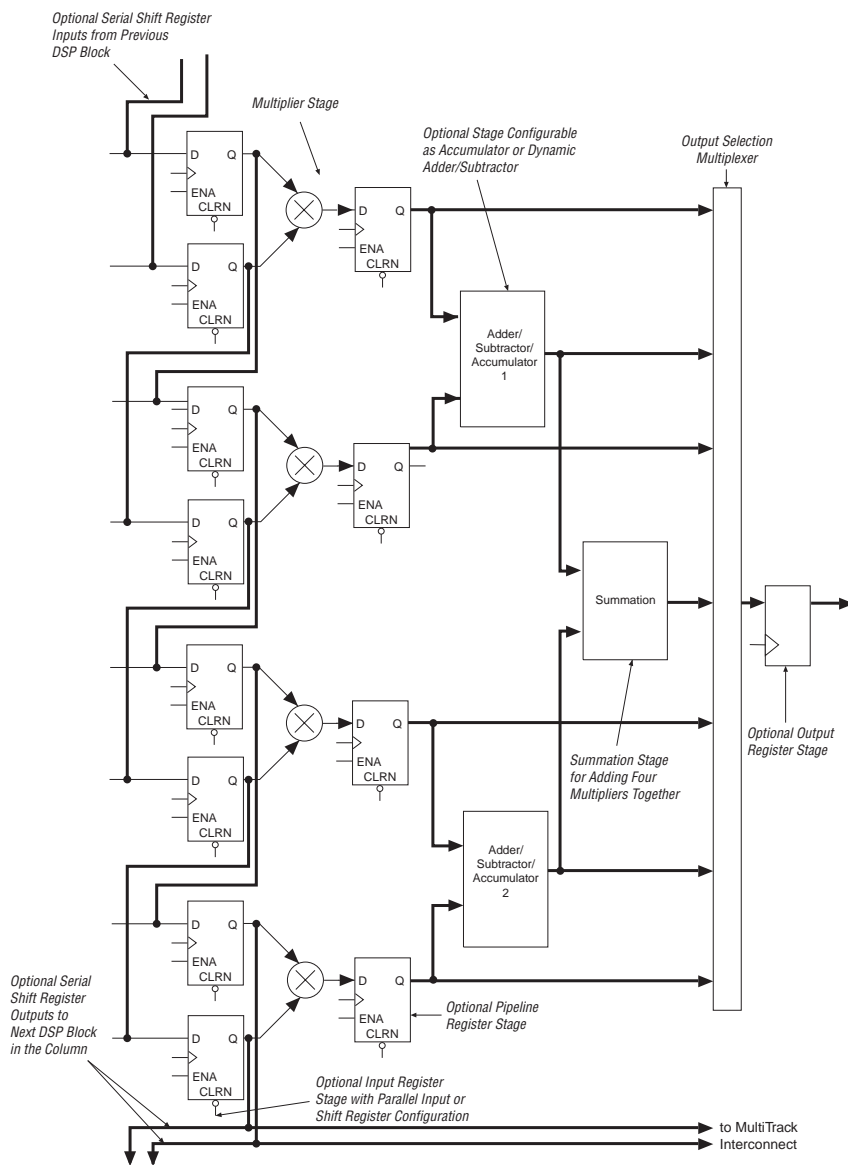 Optional Serial Shift Register
Inputs from Previous
DSP Block
Multiplier Stage
Optional Stage Configurable
as Accumulator or Dynamic
Adder/Subtractor
Output Selection
Multiplexer
D Q
ENA
CLRN
D Q
ENA
CLRN
D Q
ENA
CLRN
Adder/
Subtractor/
Accumulator
1
D Q
ENA
CLRN
D Q
ENA
CLRN
D Q
ENA
CLRN
Summation
D Q
ENA
CLRN
D Q
ENA
CLRN
D Q
ENA
CLRN
Summation Stage
for Adding Four
Multipliers Together
Optional Output
Register Stage
Adder/
Subtractor/
Accumulator
2
D Q
ENA
CLRN
D Q
ENA
CLRN
D Q
ENA
CLRN
Optional Serial
Shift Register
Outputs to
Next DSP Block
in the Column
Optional Pipeline
Register Stage
Optional Input Register
Stage with Parallel Input or
Shift Register Configuration
to MultiTrack
Interconnect